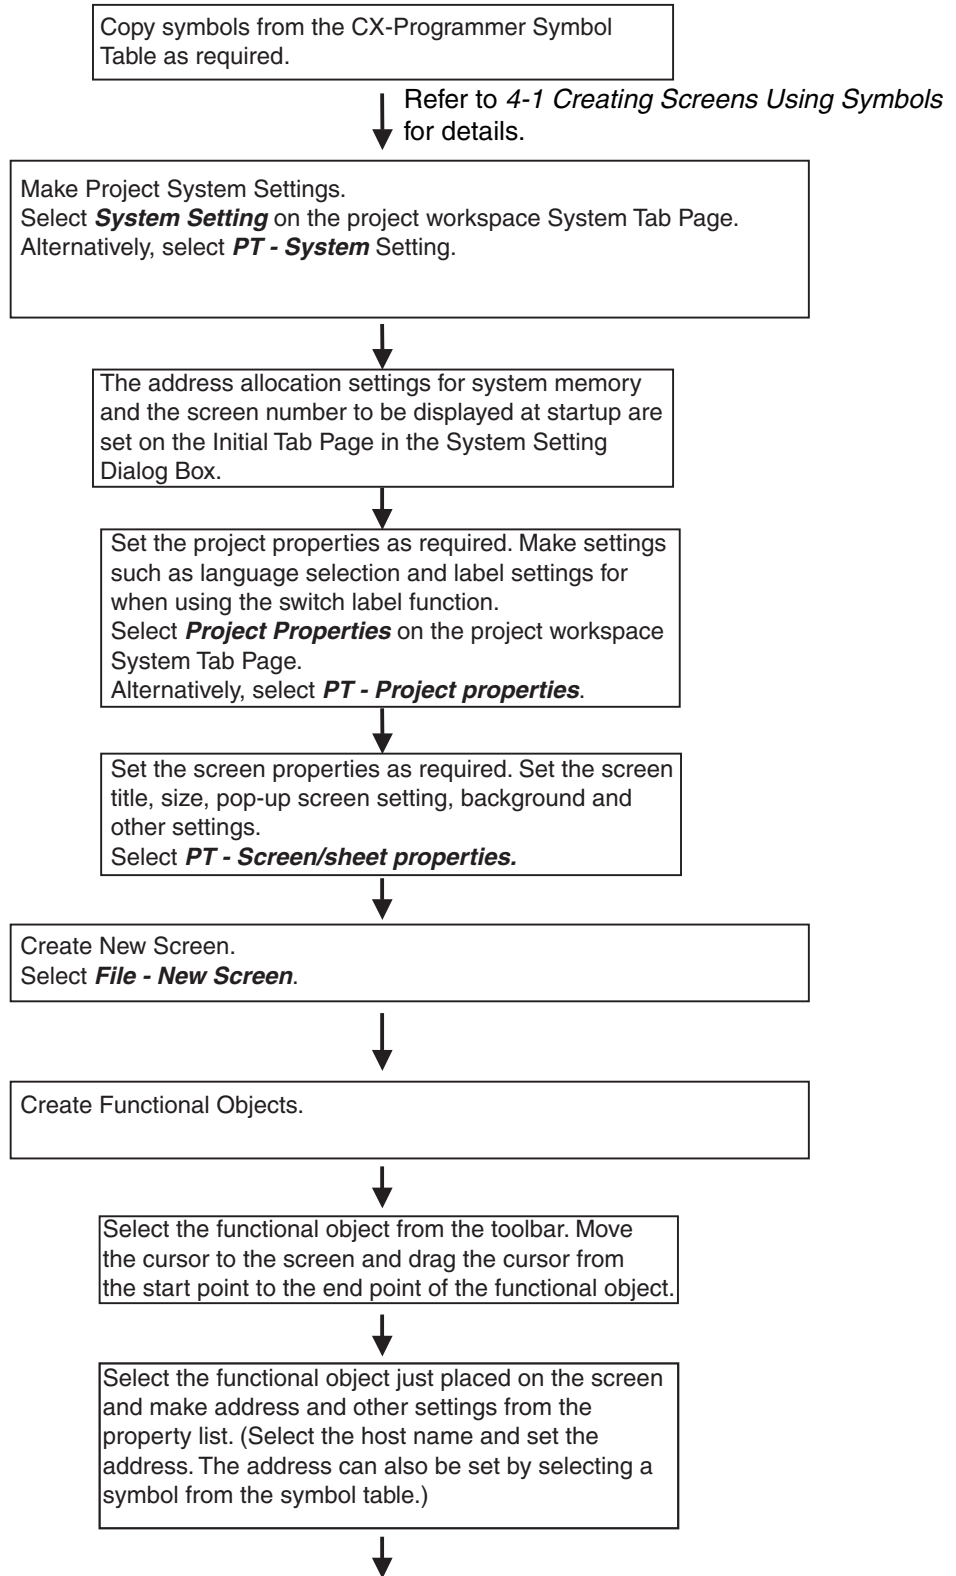 Copy symbols from the CX-Programmer Symbol
Table as required.
Refer to 4-1 Creating Screens Using Symbols
for details.
Make Project System Settings.
Select System Setting on the project workspace System Tab Page.
Alternatively, select PT - System Setting.
The address allocation settings for system memory
and the screen number to be displayed at startup are
set on the Initial Tab Page in the System Setting
Dialog Box.
Set the project properties as required. Make settings
such as language selection and label settings for
when using the switch label function.
Select Project Properties on the project workspace
System Tab Page.
Alternatively, select PT - Project properties.
Set the screen properties as required. Set the screen
title, size, pop-up screen setting, background and
other settings.
Select PT - Screen/sheet properties.
Create New Screen.
Select File - New Screen.
Create Functional Objects.
Select the functional object from the toolbar. Move
the cursor to the screen and drag the cursor from
the start point to the end point of the functional object.
Select the functional object just placed on the screen
and make address and other settings from the
property list. (Select the host name and set the
address. The address can also be set by selecting a
symbol from the symbol table.)